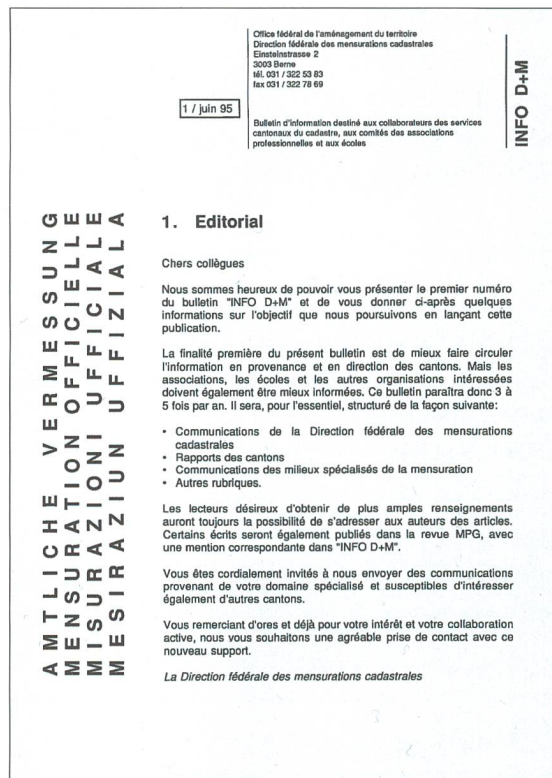 Office fédéral de l'aménagement du territoire
Direction fédérale des mensurations cadastrales
Einsteinstrasse 2
3003 Berne
tél. 031 / 322 53 83
fax 031 / 322 78 69
INFO D+M
1 / juin 95
Bulletin d'information destiné aux collaborateurs des services
cantonaux du cadastre, aux comités des associations
professionnelles et aux écoles
AMTLICHE VERMESSUNG
MENSURATION OFFICIELLE
MISURAZIONI UFFICIALE
MESIRAZIUN UFFIZIALA
1. Editorial
Chers collègues
Nous sommes heureux de pouvoir vous présenter le premier numéro
du bulletin "INFO D+M" et de vous donner ci-après quelques
informations sur l'objectif que nous poursuivons en lançant cette
publication.
La finalité première du présent bulletin est de mieux faire circuler
l'information en provenance et en direction des cantons. Mais les
associations, les écoles et les autres organisations intéressées
doivent également être mieux informées. Ce bulletin paraîtra donc 3 à
5 fois par an. Il sera, pour l'essentiel, structuré de la façon suivante:
• Communications de la Direction fédérale des mensurations
cadastrales
• Rapports des cantons
• Communications des milieux spécialisés de la mensuration
• Autres rubriques.
Les lecteurs désireux d'obtenir de plus amples renseignements
auront toujours la possibilité de s'adresser aux auteurs des articles.
Certains écrits seront également publiés dans la revue MPG, avec
une mention correspondante dans "INFO D+M".
Vous êtes cordialement invités à nous envoyer des communications
provenant de votre domaine spécialisé et susceptibles d'intéresser
également d'autres cantons.
Vous remerciant d'ores et déjà pour votre intérêt et votre collaboration
active, nous vous souhaitons une agréable prise de contact avec ce
nouveau support.
La Direction fédérale des mensurations cadastrales